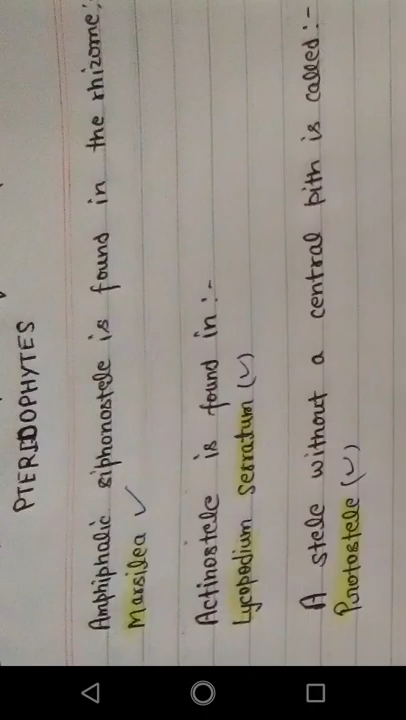 PTERIDOPHYTES
Amphiphalic siphonostele is found in the rhizome:-
Marsilea ✓
Actinostele is found in:-
Lycopodium serratum (✓)
A stele without a central pith is called:-
Protostele (✓)